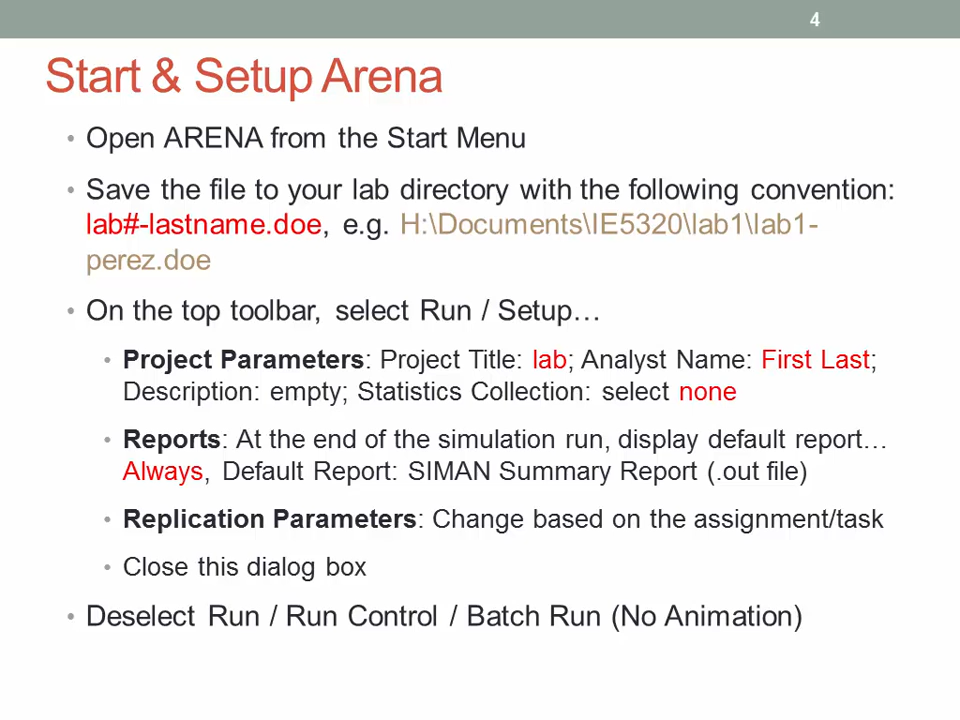 4
Start & Setup Arena
• Open ARENA from the Start Menu
• Save the file to your lab directory with the following convention:
lab#-lastname.doe, e.g. H:\Documents\IE5320\lab1\lab1-
perez.doe
• On the top toolbar, select Run / Setup…
• Project Parameters: Project Title: lab; Analyst Name: First Last;
Description: empty; Statistics Collection: select none
• Reports: At the end of the simulation run, display default report…
Always, Default Report: SIMAN Summary Report (.out file)
• Replication Parameters: Change based on the assignment/task
• Close this dialog box
• Deselect Run / Run Control / Batch Run (No Animation)